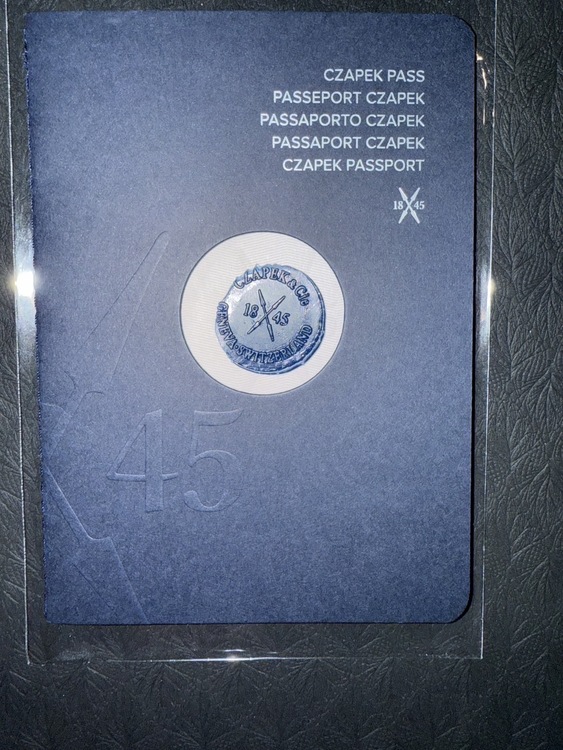 CZAPEK PASS
PASSEPORT CZAPEK
PASSAPORTO CZAPEK
PASSAPORT CZAPEK
CZAPEK PASSPORT
18 45
CZAPEK & Cie
18 45
GENEVA • SWITZERLAND
45